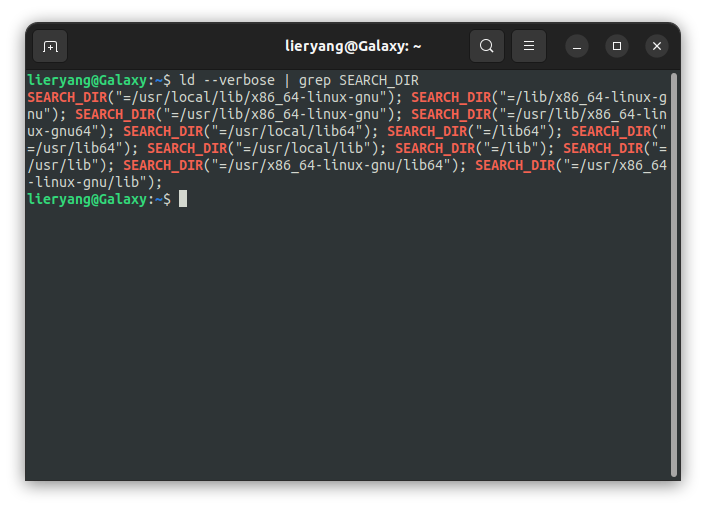 lieryang@Galaxy: ~
lieryang@Galaxy:~$ ld --verbose | grep SEARCH_DIR
SEARCH_DIR("=/usr/local/lib/x86_64-linux-gnu"); SEARCH_DIR("=/lib/x86_64-linux-g
nu"); SEARCH_DIR("=/usr/lib/x86_64-linux-gnu"); SEARCH_DIR("=/usr/lib/x86_64-lin
ux-gnu64"); SEARCH_DIR("=/usr/local/lib64"); SEARCH_DIR("=/lib64"); SEARCH_DIR("
=/usr/lib64"); SEARCH_DIR("=/usr/local/lib"); SEARCH_DIR("=/lib"); SEARCH_DIR("=
/usr/lib"); SEARCH_DIR("=/usr/x86_64-linux-gnu/lib64"); SEARCH_DIR("=/usr/x86_64
-linux-gnu/lib");
lieryang@Galaxy:~$